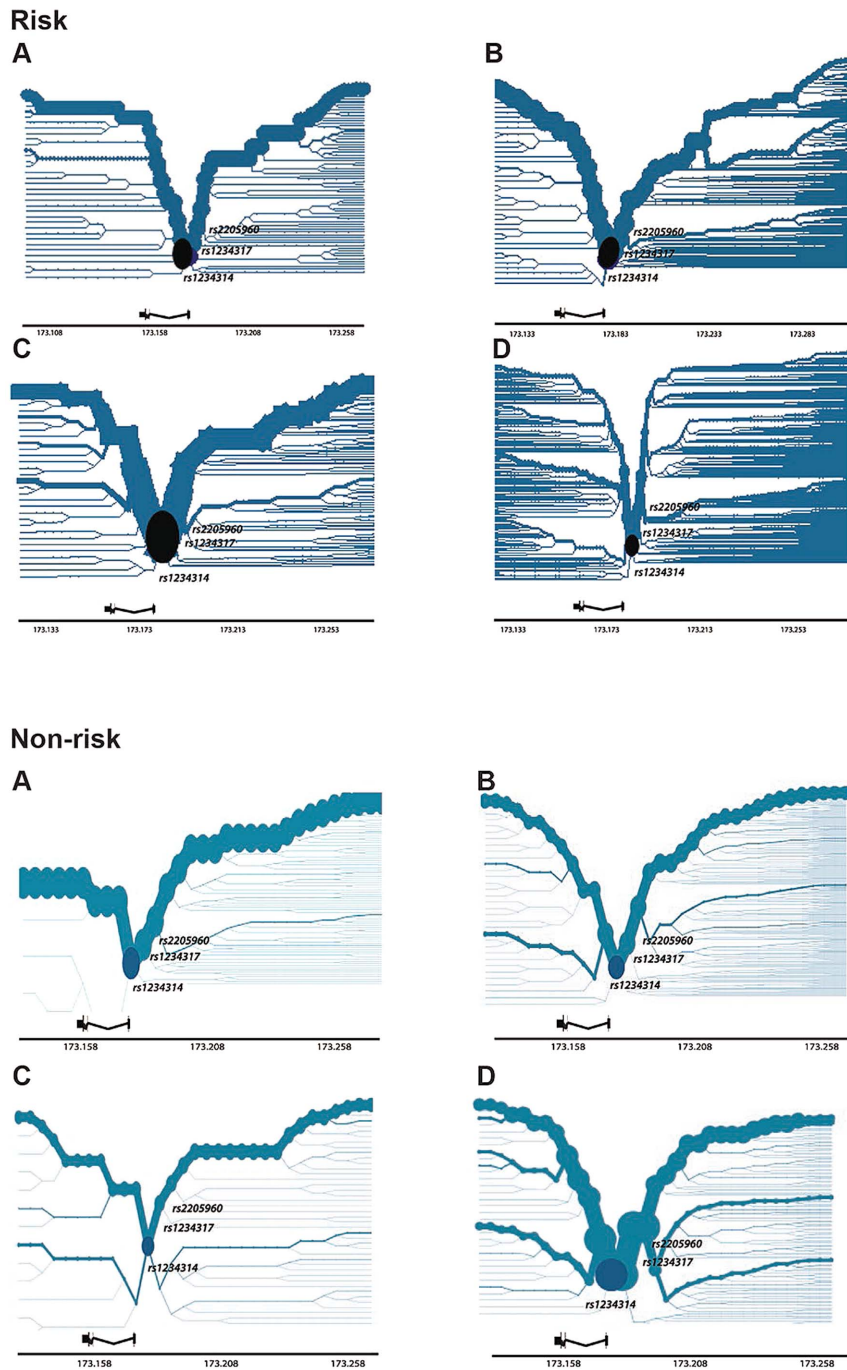 Risk
A
B
rs2205960
rs1234317
rs1234314
rs2205960
rs1234317
rs1234314
173.108 173.158 173.208 173.258
173.133 173.183 173.233 173.283
C
D
rs2205960
rs1234317
rs1234314
rs2205960
rs1234317
rs1234314
173.133 173.173 173.213 173.253
173.133 173.173 173.213 173.253
Non-risk
A
B
rs2205960
rs1234317
rs1234314
rs2205960
rs1234317
rs1234314
173.158 173.208 173.258
173.158 173.208 173.258
C
D
rs2205960
rs1234317
rs1234314
rs2205960
rs1234317
rs1234314
173.158 173.208 173.258
173.158 173.208 173.258